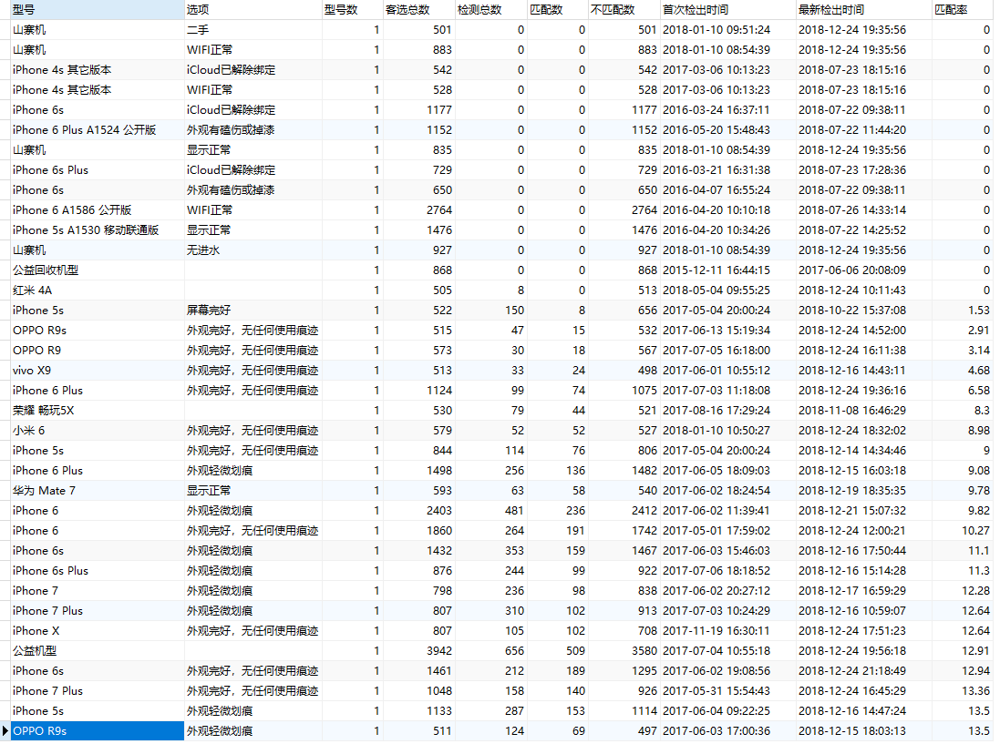 型号 选项 型号数 客选总数 检测总数 匹配数 不匹配数 首次检出时间 最新检出时间 匹配率
山寨机 二手 1 501 0 0 501 2018-01-10 09:51:24 2018-12-24 19:35:56 0
山寨机 WIFI正常 1 883 0 0 883 2018-01-10 08:54:39 2018-12-24 19:35:56 0
iPhone 4s 其它版本 iCloud已解除绑定 1 542 0 0 542 2017-03-06 10:13:23 2018-07-23 18:15:16 0
iPhone 4s 其它版本 WIFI正常 1 528 0 0 528 2017-03-06 10:13:23 2018-07-23 18:15:16 0
iPhone 6s iCloud已解除绑定 1 1177 0 0 1177 2016-03-24 16:37:11 2018-07-22 09:38:11 0
iPhone 6 Plus A1524 公开版 外观有磕伤或掉漆 1 1152 0 0 1152 2016-05-20 15:48:43 2018-07-22 11:44:20 0
山寨机 显示正常 1 835 0 0 835 2018-01-10 08:54:39 2018-12-24 19:35:56 0
iPhone 6s Plus iCloud已解除绑定 1 729 0 0 729 2016-03-21 16:31:38 2018-07-23 17:28:36 0
iPhone 6s 外观有磕伤或掉漆 1 650 0 0 650 2016-04-07 16:55:24 2018-07-22 09:38:11 0
iPhone 6 A1586 公开版 WIFI正常 1 2764 0 0 2764 2016-04-20 10:10:18 2018-07-26 14:33:14 0
iPhone 5s A1530 移动联通版 显示正常 1 1476 0 0 1476 2016-04-20 10:34:26 2018-07-22 14:25:52 0
山寨机 无进水 1 927 0 0 927 2018-01-10 08:54:39 2018-12-24 19:35:56 0
公益回收机型 1 868 0 0 868 2015-12-11 16:44:15 2017-06-06 20:08:09 0
红米 4A 1 505 8 0 513 2018-05-04 09:55:25 2018-12-24 10:11:43 0
iPhone 5s 屏幕完好 1 522 150 8 656 2017-05-04 20:00:24 2018-10-22 15:37:08 1.53
OPPO R9s 外观完好，无任何使用痕迹 1 515 47 15 532 2017-06-13 15:19:34 2018-12-24 14:52:00 2.91
OPPO R9 外观完好，无任何使用痕迹 1 573 30 18 567 2017-07-05 16:18:00 2018-12-24 16:11:38 3.14
vivo X9 外观完好，无任何使用痕迹 1 513 33 24 498 2017-06-01 10:55:12 2018-12-16 14:43:11 4.68
iPhone 6 Plus 外观完好，无任何使用痕迹 1 1124 99 74 1075 2017-07-03 11:18:08 2018-12-24 19:36:16 6.58
荣耀 畅玩5X 1 530 79 44 521 2017-08-16 17:29:24 2018-11-08 16:46:29 8.3
小米 6 外观完好，无任何使用痕迹 1 579 52 52 527 2018-01-10 10:50:27 2018-12-24 18:32:02 8.98
iPhone 5s 外观完好，无任何使用痕迹 1 844 114 76 806 2017-05-04 20:00:24 2018-12-14 14:34:46 9
iPhone 6 Plus 外观轻微划痕 1 1498 256 136 1482 2017-06-05 18:09:03 2018-12-15 16:03:18 9.08
华为 Mate 7 显示正常 1 593 63 58 540 2017-06-02 18:24:54 2018-12-19 18:35:35 9.78
iPhone 6 外观轻微划痕 1 2403 481 236 2412 2017-06-02 11:39:41 2018-12-21 15:07:32 9.82
iPhone 6 外观完好，无任何使用痕迹 1 1860 264 191 1742 2017-05-01 17:59:02 2018-12-24 12:00:21 10.27
iPhone 6s 外观轻微划痕 1 1432 353 159 1467 2017-06-03 15:46:03 2018-12-16 17:50:44 11.1
iPhone 6s Plus 外观轻微划痕 1 876 244 99 922 2017-07-06 18:18:52 2018-12-16 15:14:28 11.3
iPhone 7 外观轻微划痕 1 798 236 98 838 2017-06-02 20:27:12 2018-12-17 16:59:29 12.28
iPhone 7 Plus 外观轻微划痕 1 807 310 102 913 2017-07-03 10:24:29 2018-12-16 10:59:07 12.64
iPhone X 外观完好，无任何使用痕迹 1 807 105 102 708 2017-11-19 16:30:11 2018-12-24 17:51:23 12.64
公益机型 1 3942 656 509 3580 2017-07-04 10:55:18 2018-12-24 19:56:18 12.91
iPhone 6s 外观完好，无任何使用痕迹 1 1461 212 189 1295 2017-06-02 19:08:56 2018-12-24 21:18:49 12.94
iPhone 7 Plus 外观完好，无任何使用痕迹 1 1048 158 140 926 2017-05-31 15:54:43 2018-12-24 16:45:29 13.36
iPhone 5s 外观轻微划痕 1 1133 287 153 1114 2017-06-04 09:22:25 2018-12-16 14:47:24 13.5
OPPO R9s 外观轻微划痕 1 511 124 69 497 2017-06-03 17:00:36 2018-12-15 18:03:13 13.5